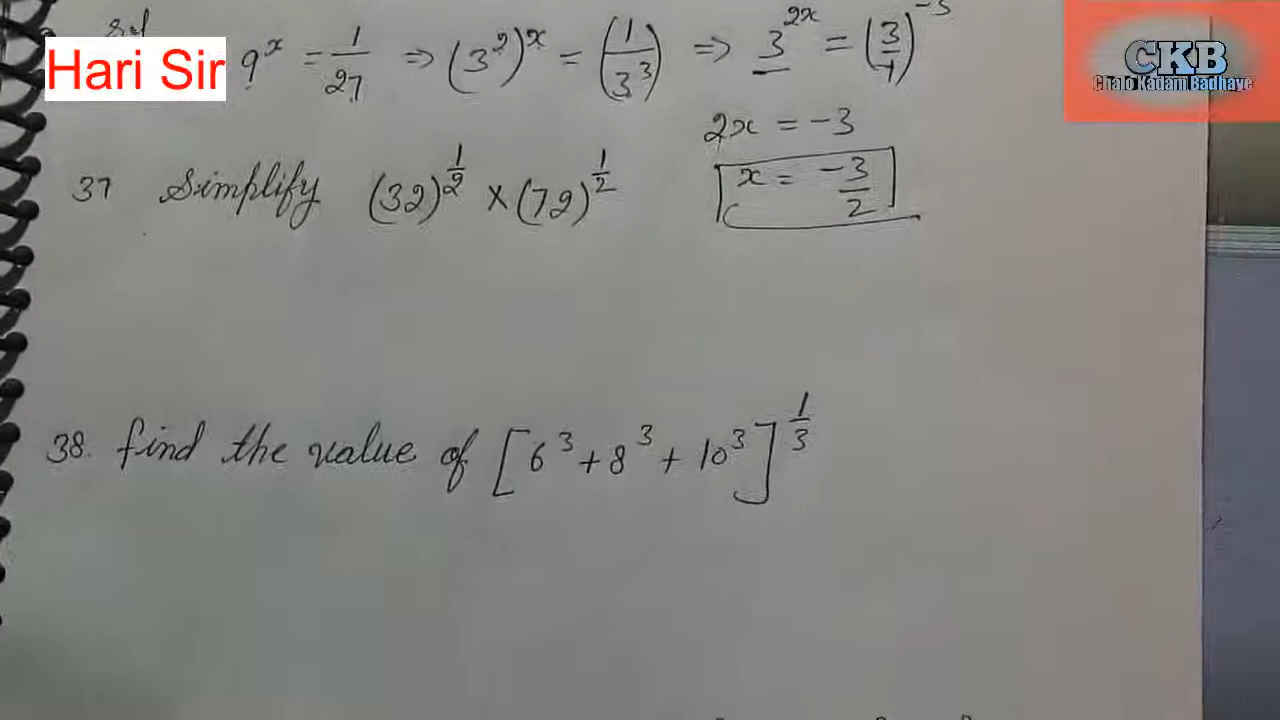 Sol
Hari Sir
9^x = 1/27 ⇒ (3^2)^x = (1/3^3) ⇒ 3^2x = (3/1)^-3
CKB
Chalo Kadam Badhaye
2x = -3
x = -3/2
37 Simplify (32)^1/2 × (72)^1/2
38. find the value of [6^3 + 8^3 + 10^3]^1/3